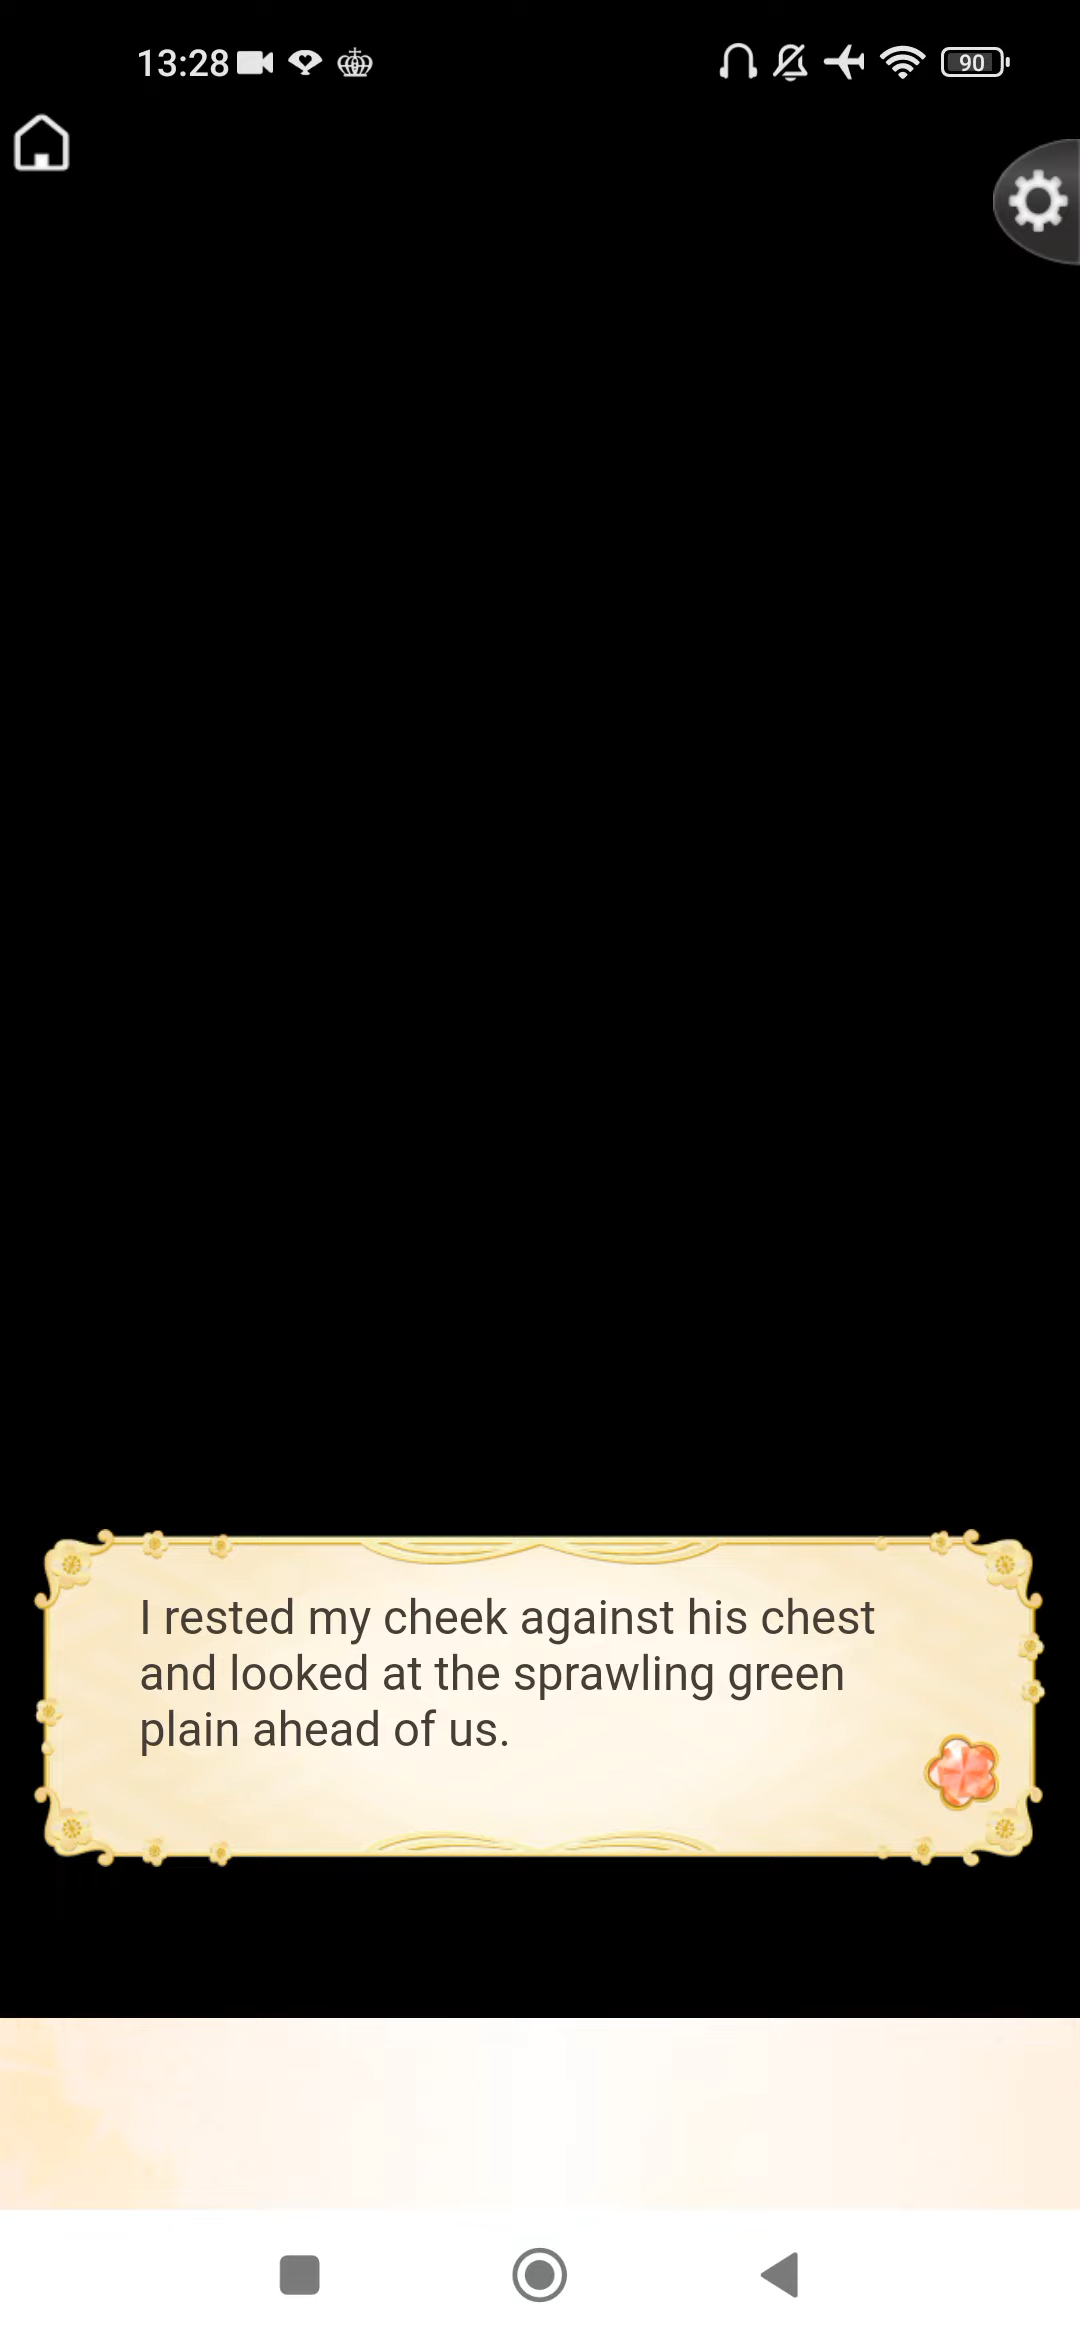 13:28
90
I rested my cheek against his chest
and looked at the sprawling green
plain ahead of us.